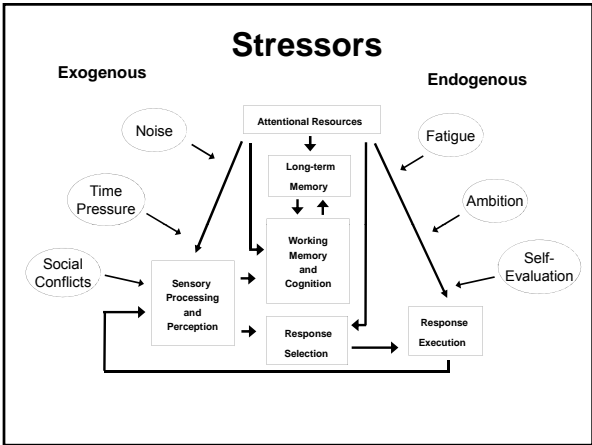 Stressors
Exogenous
Endogenous
Attentional Resources
Noise
Fatigue
Long-term
Memory
Time
Pressure
Ambition
Working
Memory
and
Cognition
Social
Conflicts
Self-
Evaluation
Sensory
Processing
and
Perception
Response
Selection
Response
Execution